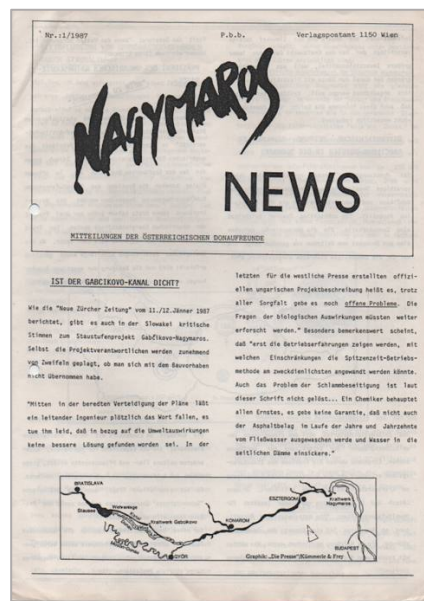 Nr.:1/1987
P.b.b.
Verlagspostamt 1150 Wien
NAGYMAROS
NEWS
MITTEILUNGEN DER ÖSTERREICHISCHEN DONAUFREUNDE
IST DER GABCIKOVO-KANAL DICHT?
Wie die "Neue Zürcher Zeitung" vom 11./12.Jänner 1987
berichtet, gibt es auch in der Slowakei kritische
Stimmen zum Staustufenprojekt Gabčikovo-Nagymaros.
Selbst die Projektverantwortlichen werden zunehmend
von Zweifeln geplagt, ob man sich mit dem Bauvorhaben
nicht übernommen habe.
"Mitten in der beredten Verteidigung der Pläne läßt
ein leitender Ingenieur plötzlich das Wort fallen, es
tue ihm leid, daß in bezug auf die Umweltauswirkungen
keine bessere Lösung gefunden worden sei. In der
letzten für die westliche Presse erstellten offizi-
ellen ungarischen Projektbeschreibung heißt es, trotz
aller Sorgfalt gebe es noch offene Probleme. Die
Fragen der biologischen Auswirkungen müssten weiter
erforscht werden." Besonders bemerkenswert scheint,
daß "erst die Betriebserfahrungen zeigen werden, mit
welchen Einschränkungen die Spitzenzeit-Betriebs-
methode am zweckdienlichsten angewandt werden könnte.
Auch das Problem der Schlammbeseitigung ist laut
dieser Schrift nicht gelöst... Ein Chemiker behauptet
allen Ernstes, es gebe keine Garantie, daß nicht auch
der Asphaltbelag im Laufe der Jahre und Jahrzehnte
vom Fließwasser ausgewaschen werde und Wasser in die
seitlichen Dämme einsickere."
BRATISLAVA
Stausee
Kraftwerk Gabcikovo
GYÖR
KOMAROM
ESZTERGOM
Kraftwerk
Nagymaros
BUDAPEST
Graphik: „Die Presse"/Kümmerle & Frey